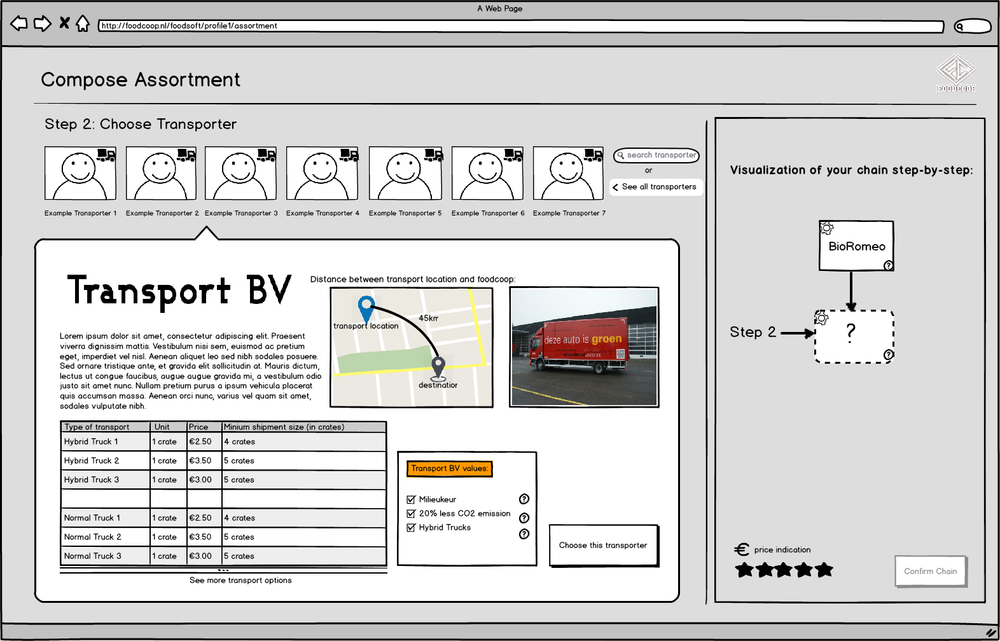 A Web Page
http://foodcoop.nl/foodsoft/profile1/assortment
Compose Assortment
FOODCOOP
Step 2: Choose Transporter
search transporter
or
See all transporters
Example Transporter 1
Example Transporter 2
Example Transporter 3
Example Transporter 4
Example Transporter 5
Example Transporter 6
Example Transporter 7
Transport BV
Lorem ipsum dolor sit amet, consectetur adipiscing elit. Praesent
viverra dignissim mattis. Vestibulum nisi sem, euismod ac pretium
eget, imperdiet vel nisl. Aenean aliquet leo sed nibh sodales posuere.
Sed ornare tristique ante, et gravida elit sollicitudin at. Mauris dictum,
lectus ut congue faucibus, augue augue gravida mi, a vestibulum odio
justo sit amet nunc. Nullam pretium purus a ipsum vehicula placerat
quis accumsan massa. Aenean orci nunc, varius vel quam sit amet,
sodales vulputate nibh.
Distance between transport location and foodcoop:
45km
transport location
destination
deze auto is groen
Type of transport Unit Price Minium shipment size (in crates)
Hybrid Truck 1 1 crate €2.50 4 crates
Hybrid Truck 2 1 crate €3.50 5 crates
Hybrid Truck 3 1 crate €3.00 5 crates
Normal Truck 1 1 crate €2.50 4 crates
Normal Truck 2 1 crate €3.50 5 crates
Normal Truck 3 1 crate €3.00 5 crates
...
See more transport options
Transport BV values:
Milieukeur ?
20% less CO2 emission ?
Hybrid Trucks ?
Choose this transporter
Visualization of your chain step-by-step:
BioRomeo
?
Step 2
?
?
€ price indication
Confirm Chain